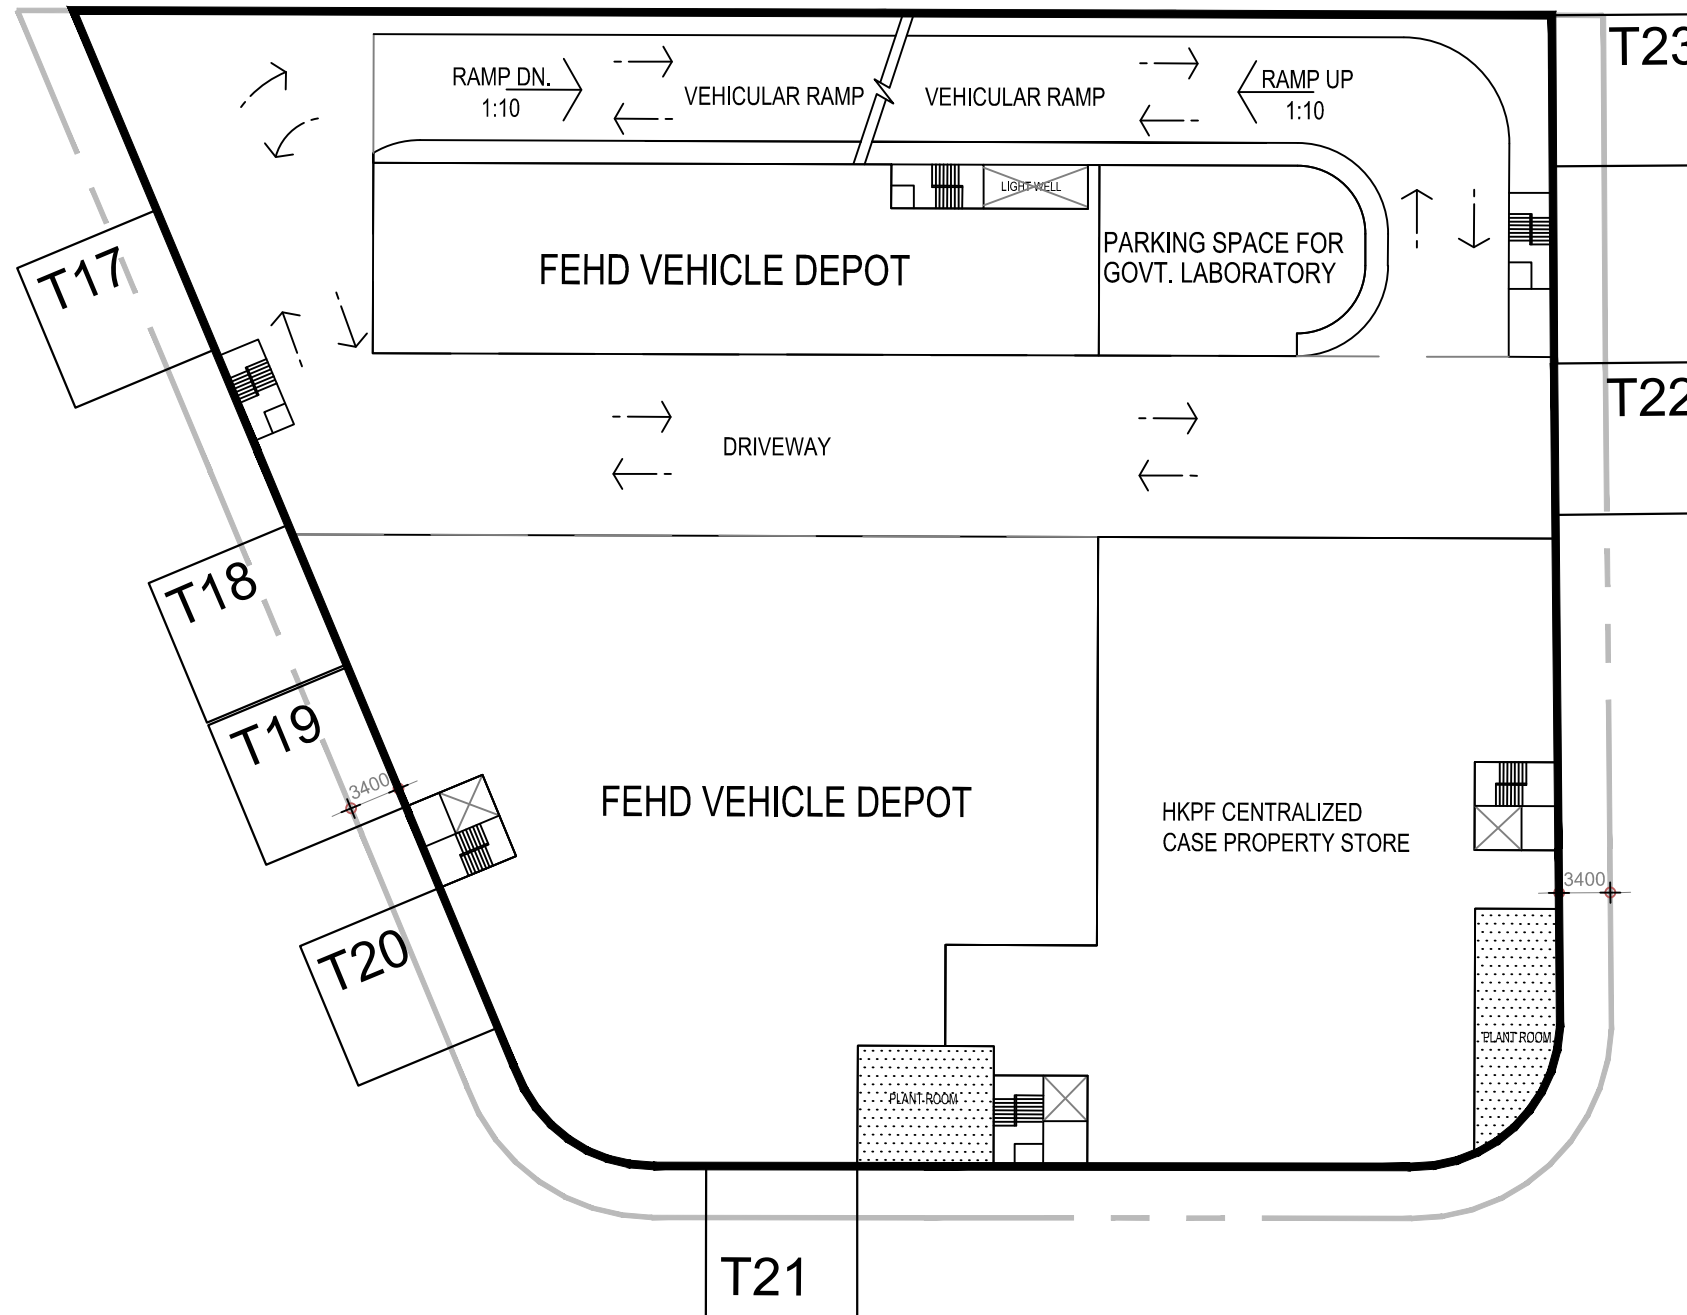 T23
RAMP DN.
1:10
VEHICULAR RAMP
VEHICULAR RAMP
RAMP UP
1:10
LIGHT WELL
T17
FEHD VEHICLE DEPOT
PARKING SPACE FOR
GOVT. LABORATORY
T22
DRIVEWAY
T18
T19
3400
FEHD VEHICLE DEPOT
HKPF CENTRALIZED
CASE PROPERTY STORE
3400
T20
PLANT ROOM
PLANT ROOM
T21